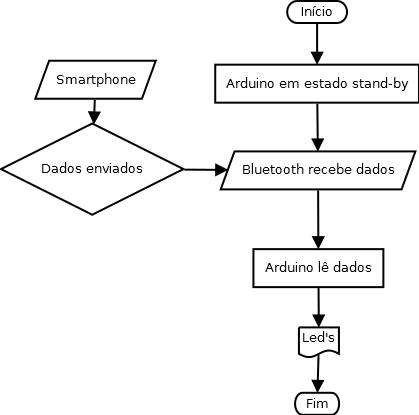 Início
Smartphone
Arduino em estado stand-by
Dados enviados
Bluetooth recebe dados
Arduino lê dados
Led's
Fim